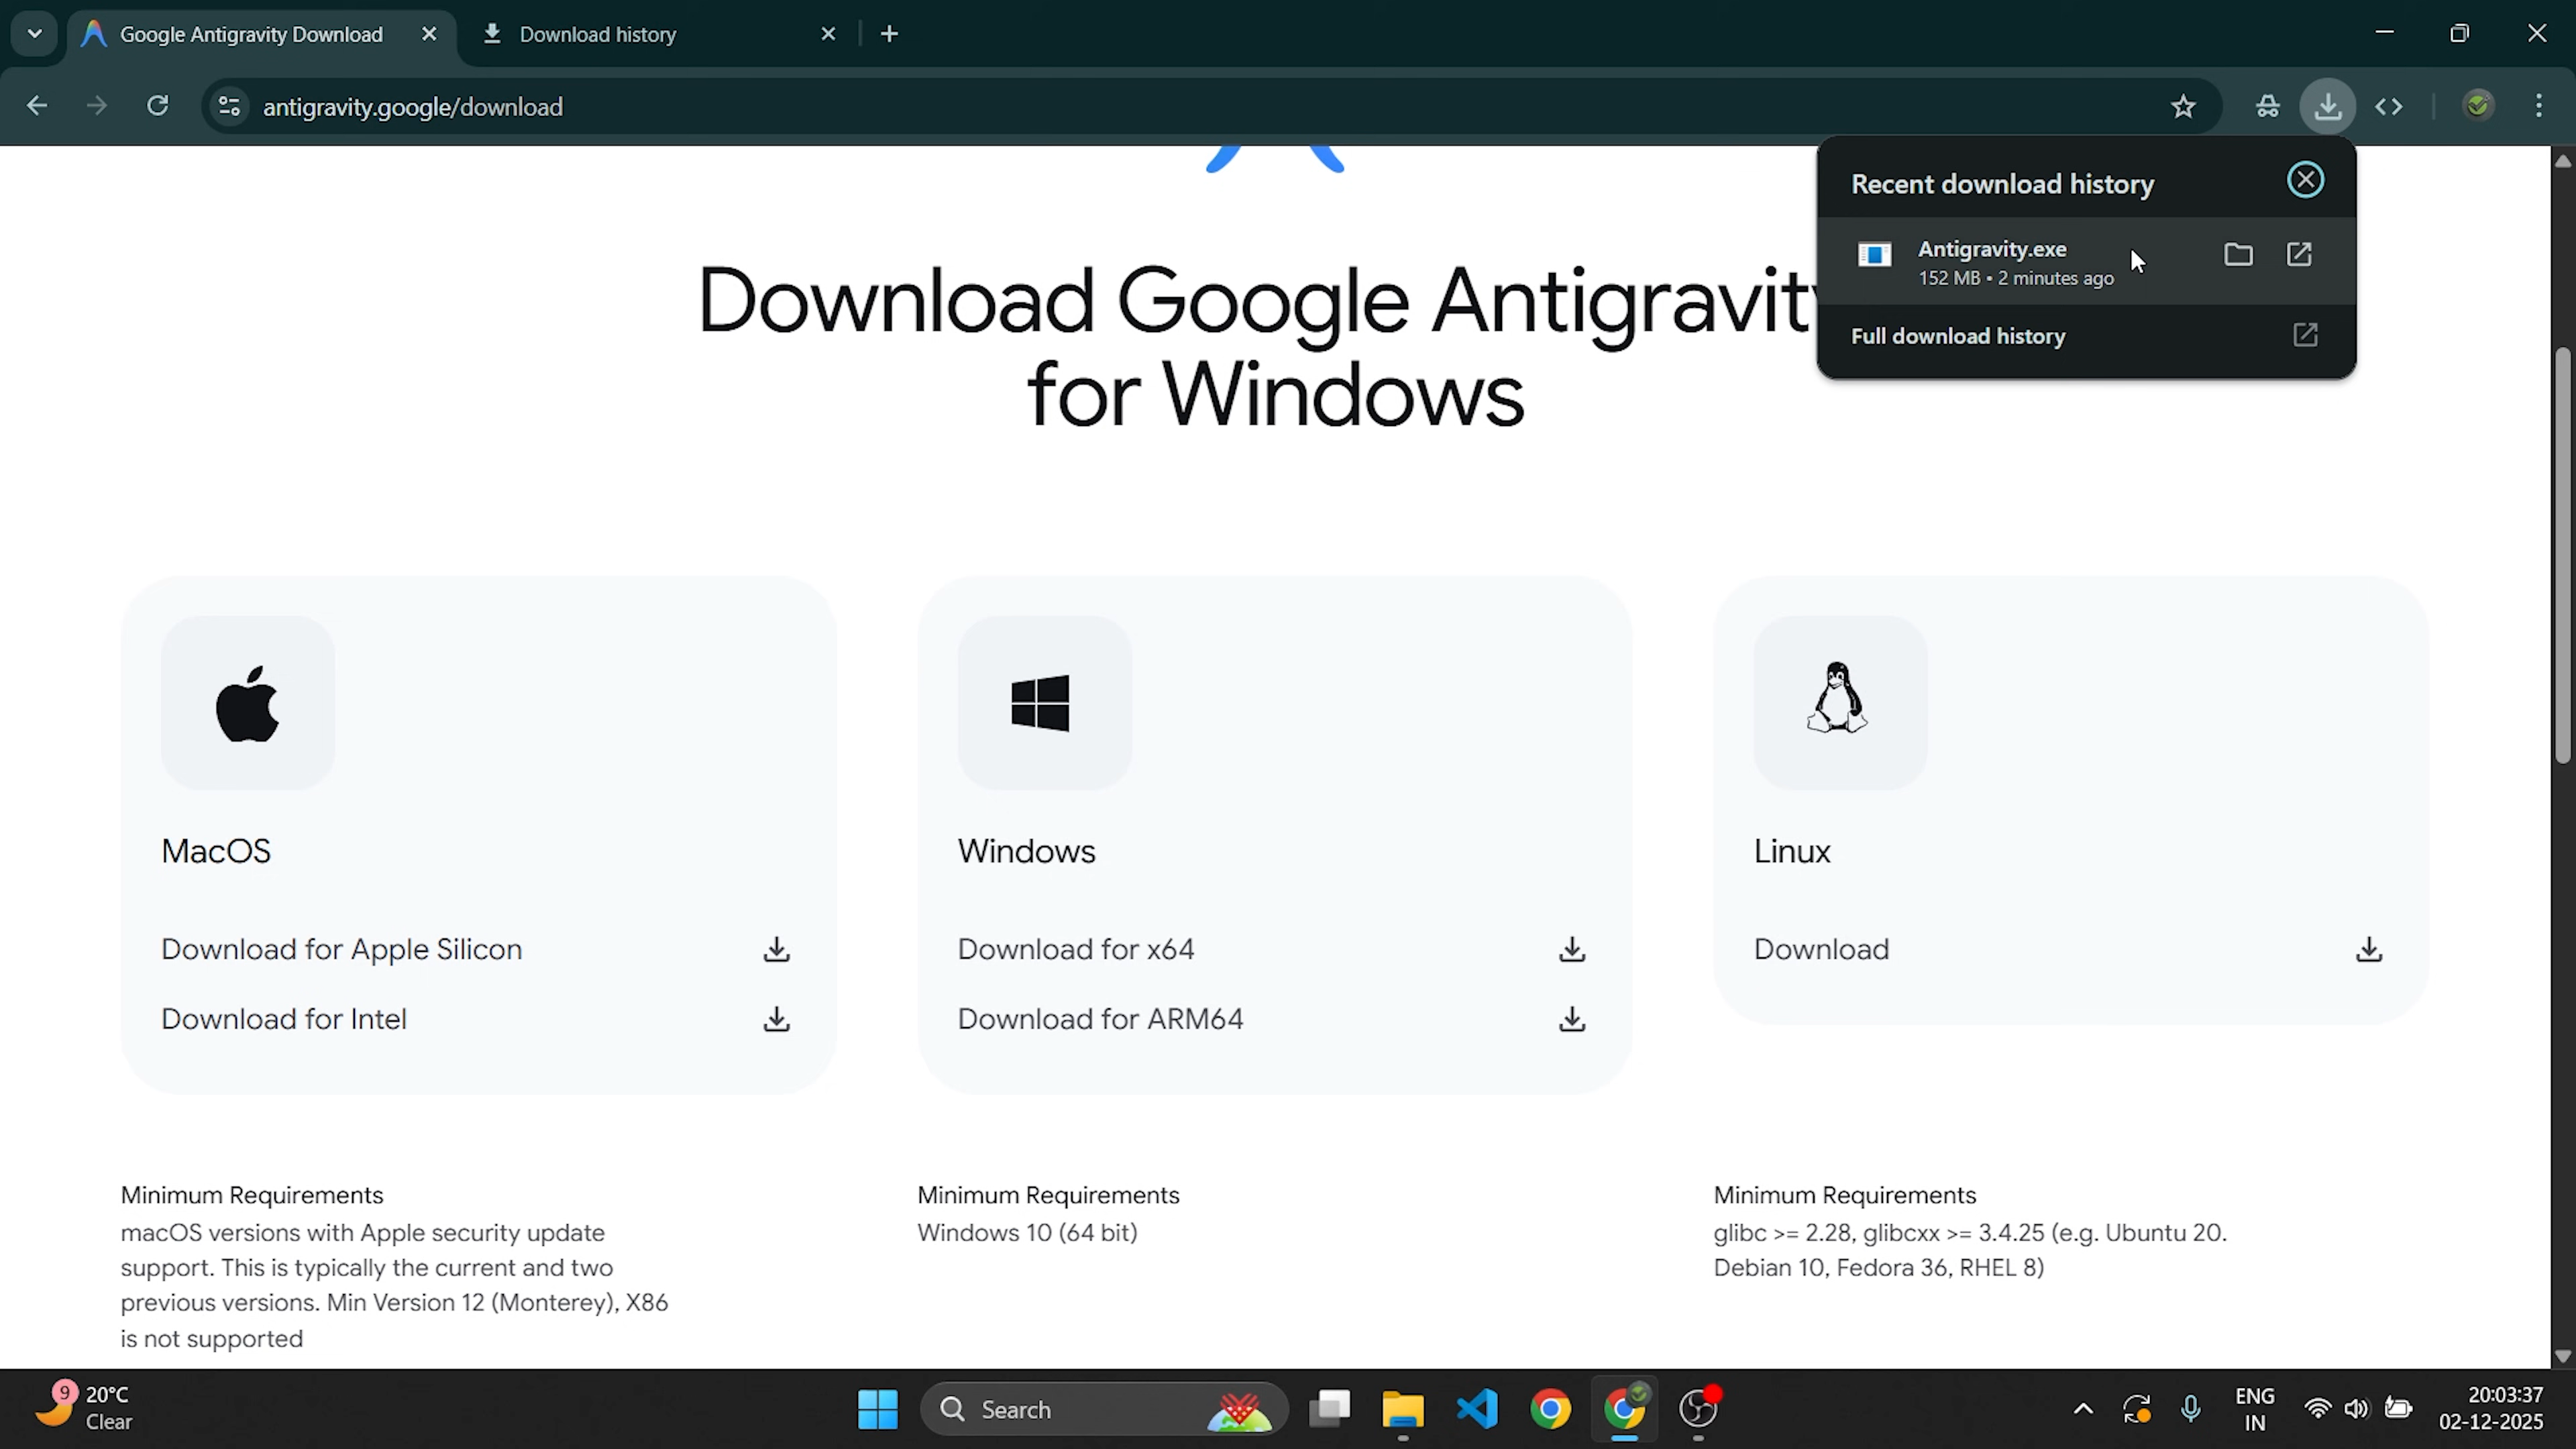 Google Antigravity Download
Download history
antigravity.google/download
Recent download history
Antigravity.exe
152 MB • 2 minutes ago
Full download history
Download Google Antigravity
for Windows
MacOS
Download for Apple Silicon
Download for Intel
Windows
Download for x64
Download for ARM64
Linux
Download
Minimum Requirements
macOS versions with Apple security update
support. This is typically the current and two
previous versions. Min Version 12 (Monterey), X86
is not supported
Minimum Requirements
Windows 10 (64 bit)
Minimum Requirements
glibc >= 2.28, glibcxx >= 3.4.25 (e.g. Ubuntu 20.
Debian 10, Fedora 36, RHEL 8)
9
20°C
Clear
Search
ENG
IN
20:03:37
02-12-2025